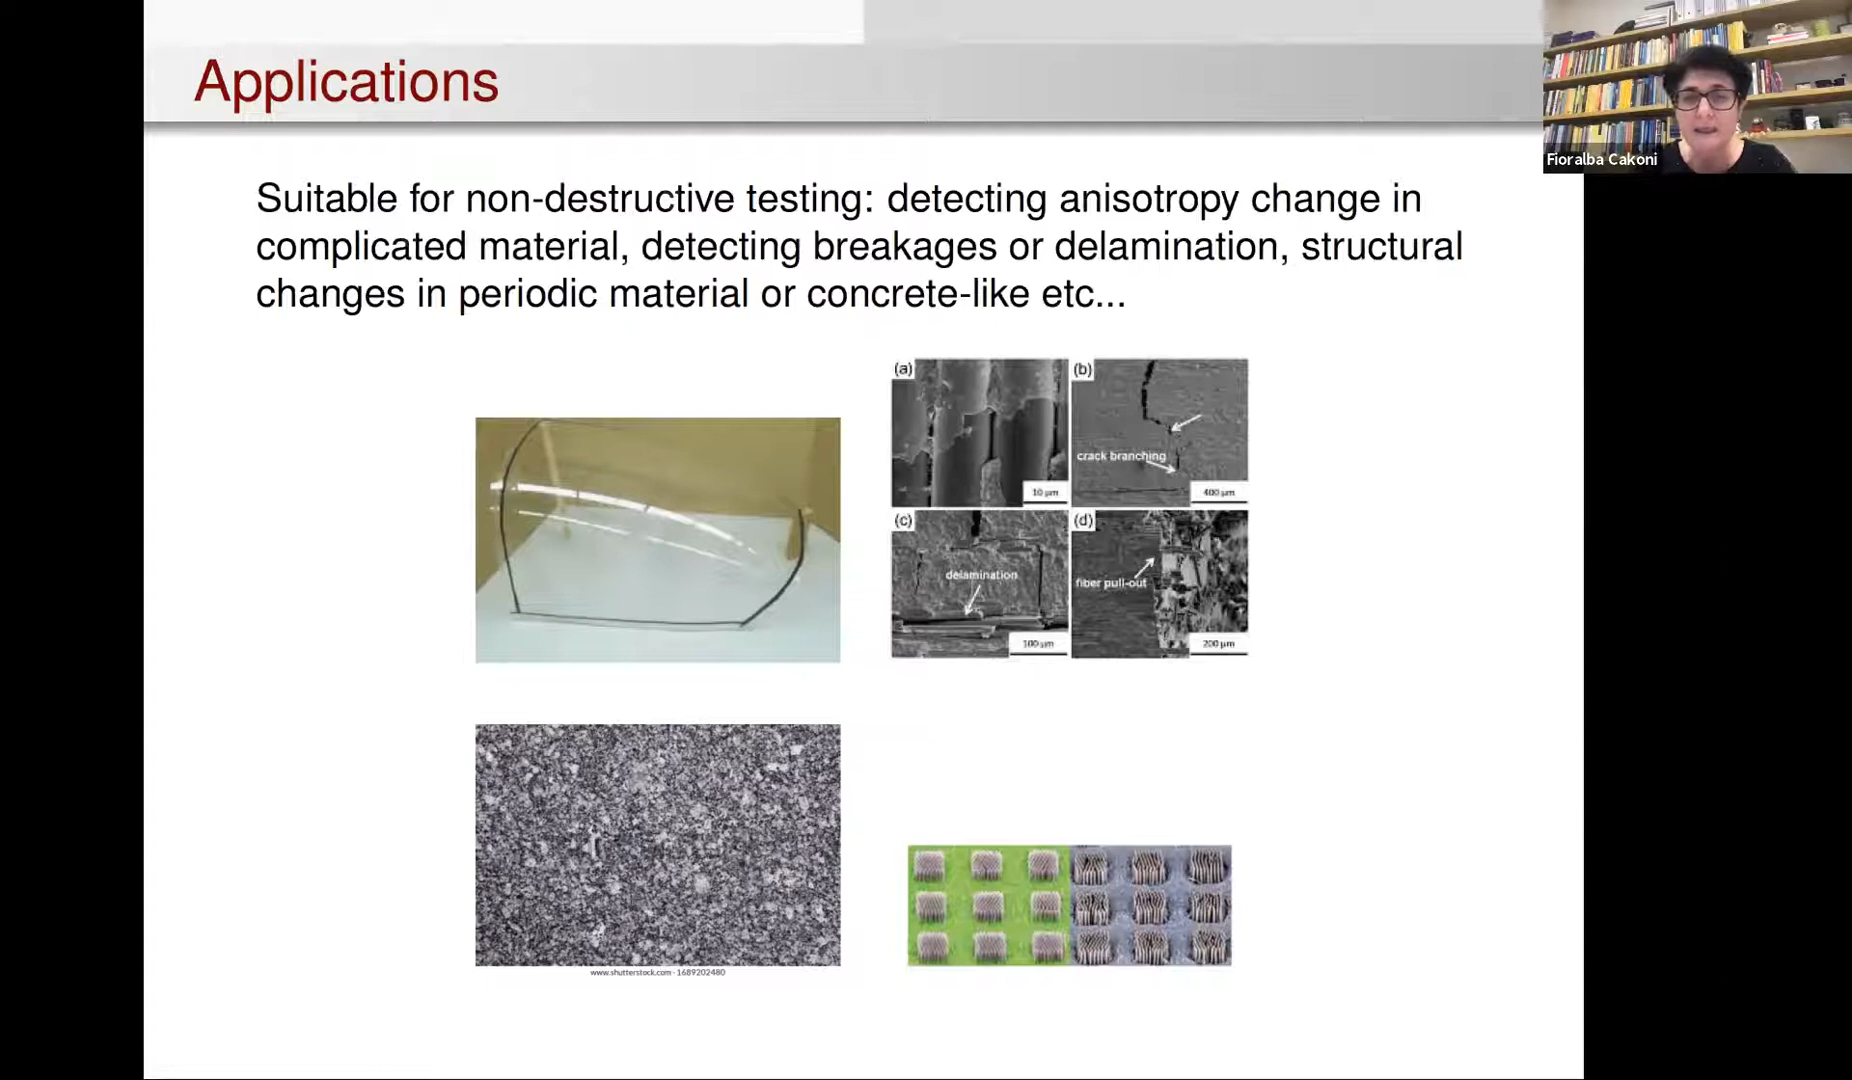 Applications
Fioralba Cakoni
Suitable for non-destructive testing: detecting anisotropy change in
complicated material, detecting breakages or delamination, structural
changes in periodic material or concrete-like etc...
(a)
(b)
crack branching
10 µm
400 µm
(c)
(d)
delamination
fiber pull-out
100 µm
200 µm
www.shutterstock.com · 1689202480